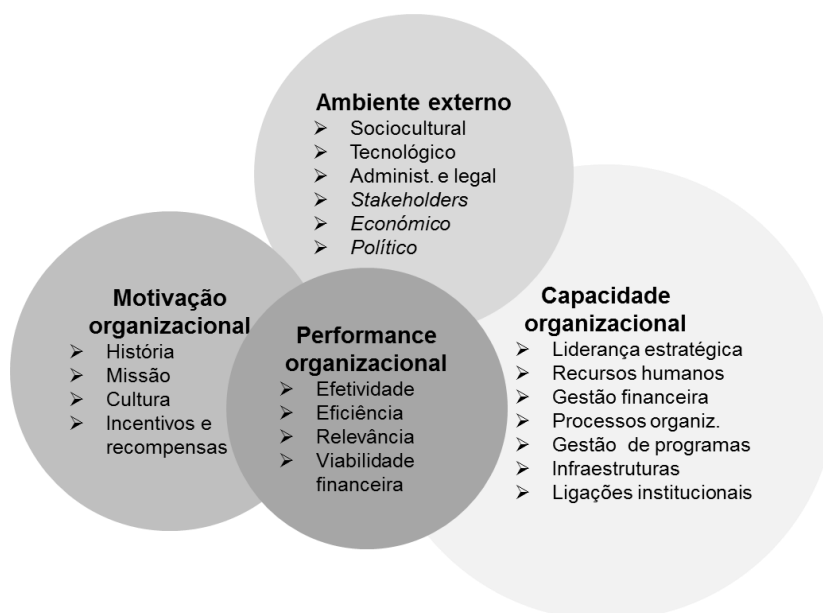 Ambiente externo
➢ Sociocultural
➢ Tecnológico
➢ Administ. e legal
➢ Stakeholders
➢ Económico
➢ Político
Motivação
organizacional
➢ História
➢ Missão
➢ Cultura
➢ Incentivos e
recompensas
Performance
organizacional
➢ Efetividade
➢ Eficiência
➢ Relevância
➢ Viabilidade
financeira
Capacidade
organizacional
➢ Liderança estratégica
➢ Recursos humanos
➢ Gestão financeira
➢ Processos organiz.
➢ Gestão de programas
➢ Infraestruturas
➢ Ligações institucionais